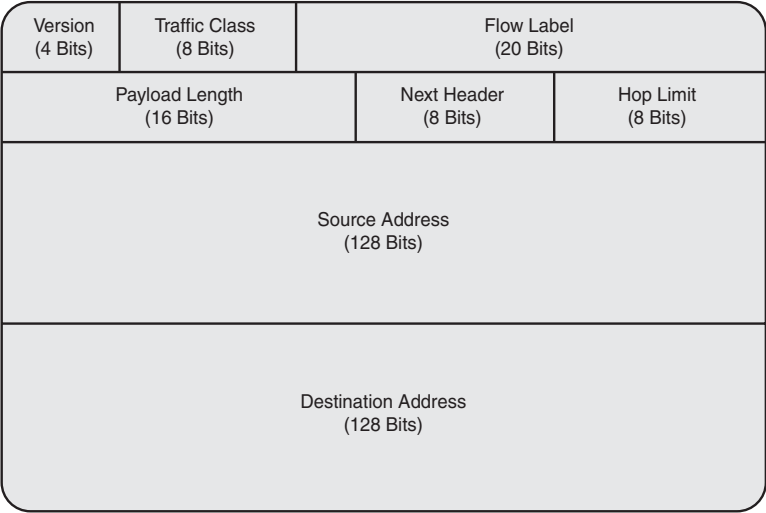 Version
(4 Bits)
Traffic Class
(8 Bits)
Flow Label
(20 Bits)
Payload Length
(16 Bits)
Next Header
(8 Bits)
Hop Limit
(8 Bits)
Source Address
(128 Bits)
Destination Address
(128 Bits)